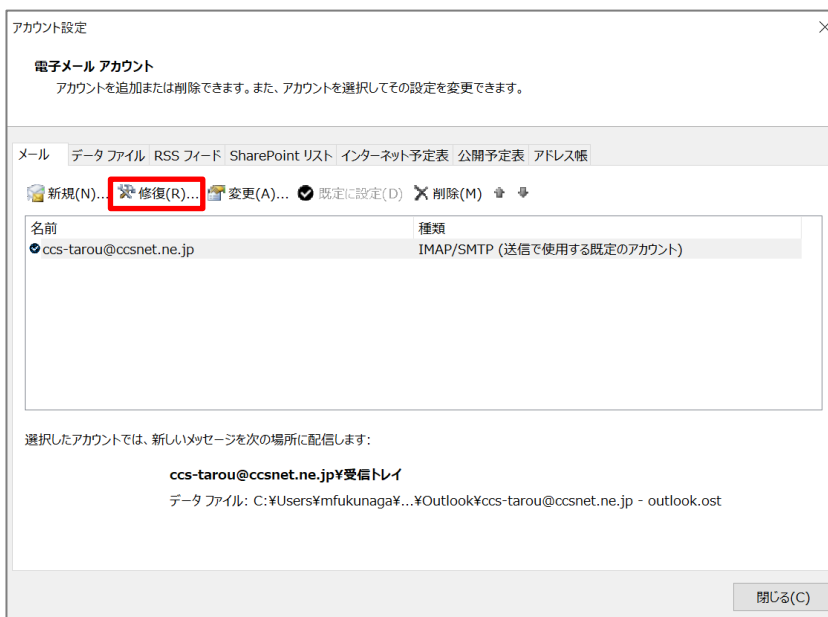 アカウント設定
電子メール アカウント
アカウントを追加または削除できます。また、アカウントを選択してその設定を変更できます。
メール データ ファイル RSS フィード SharePoint リスト インターネット予定表 公開予定表 アドレス帳
新規(N)... 修復(R)... 変更(A)... 既定に設定(D) 削除(M)
名前 種類
ccs-tarou@ccsnet.ne.jp IMAP/SMTP (送信で使用する既定のアカウント)
選択したアカウントでは、新しいメッセージを次の場所に配信します:
ccs-tarou@ccsnet.ne.jp¥受信トレイ
データ ファイル: C:¥Users¥mfukunaga¥...¥Outlook¥ccs-tarou@ccsnet.ne.jp - outlook.ost
閉じる(C)